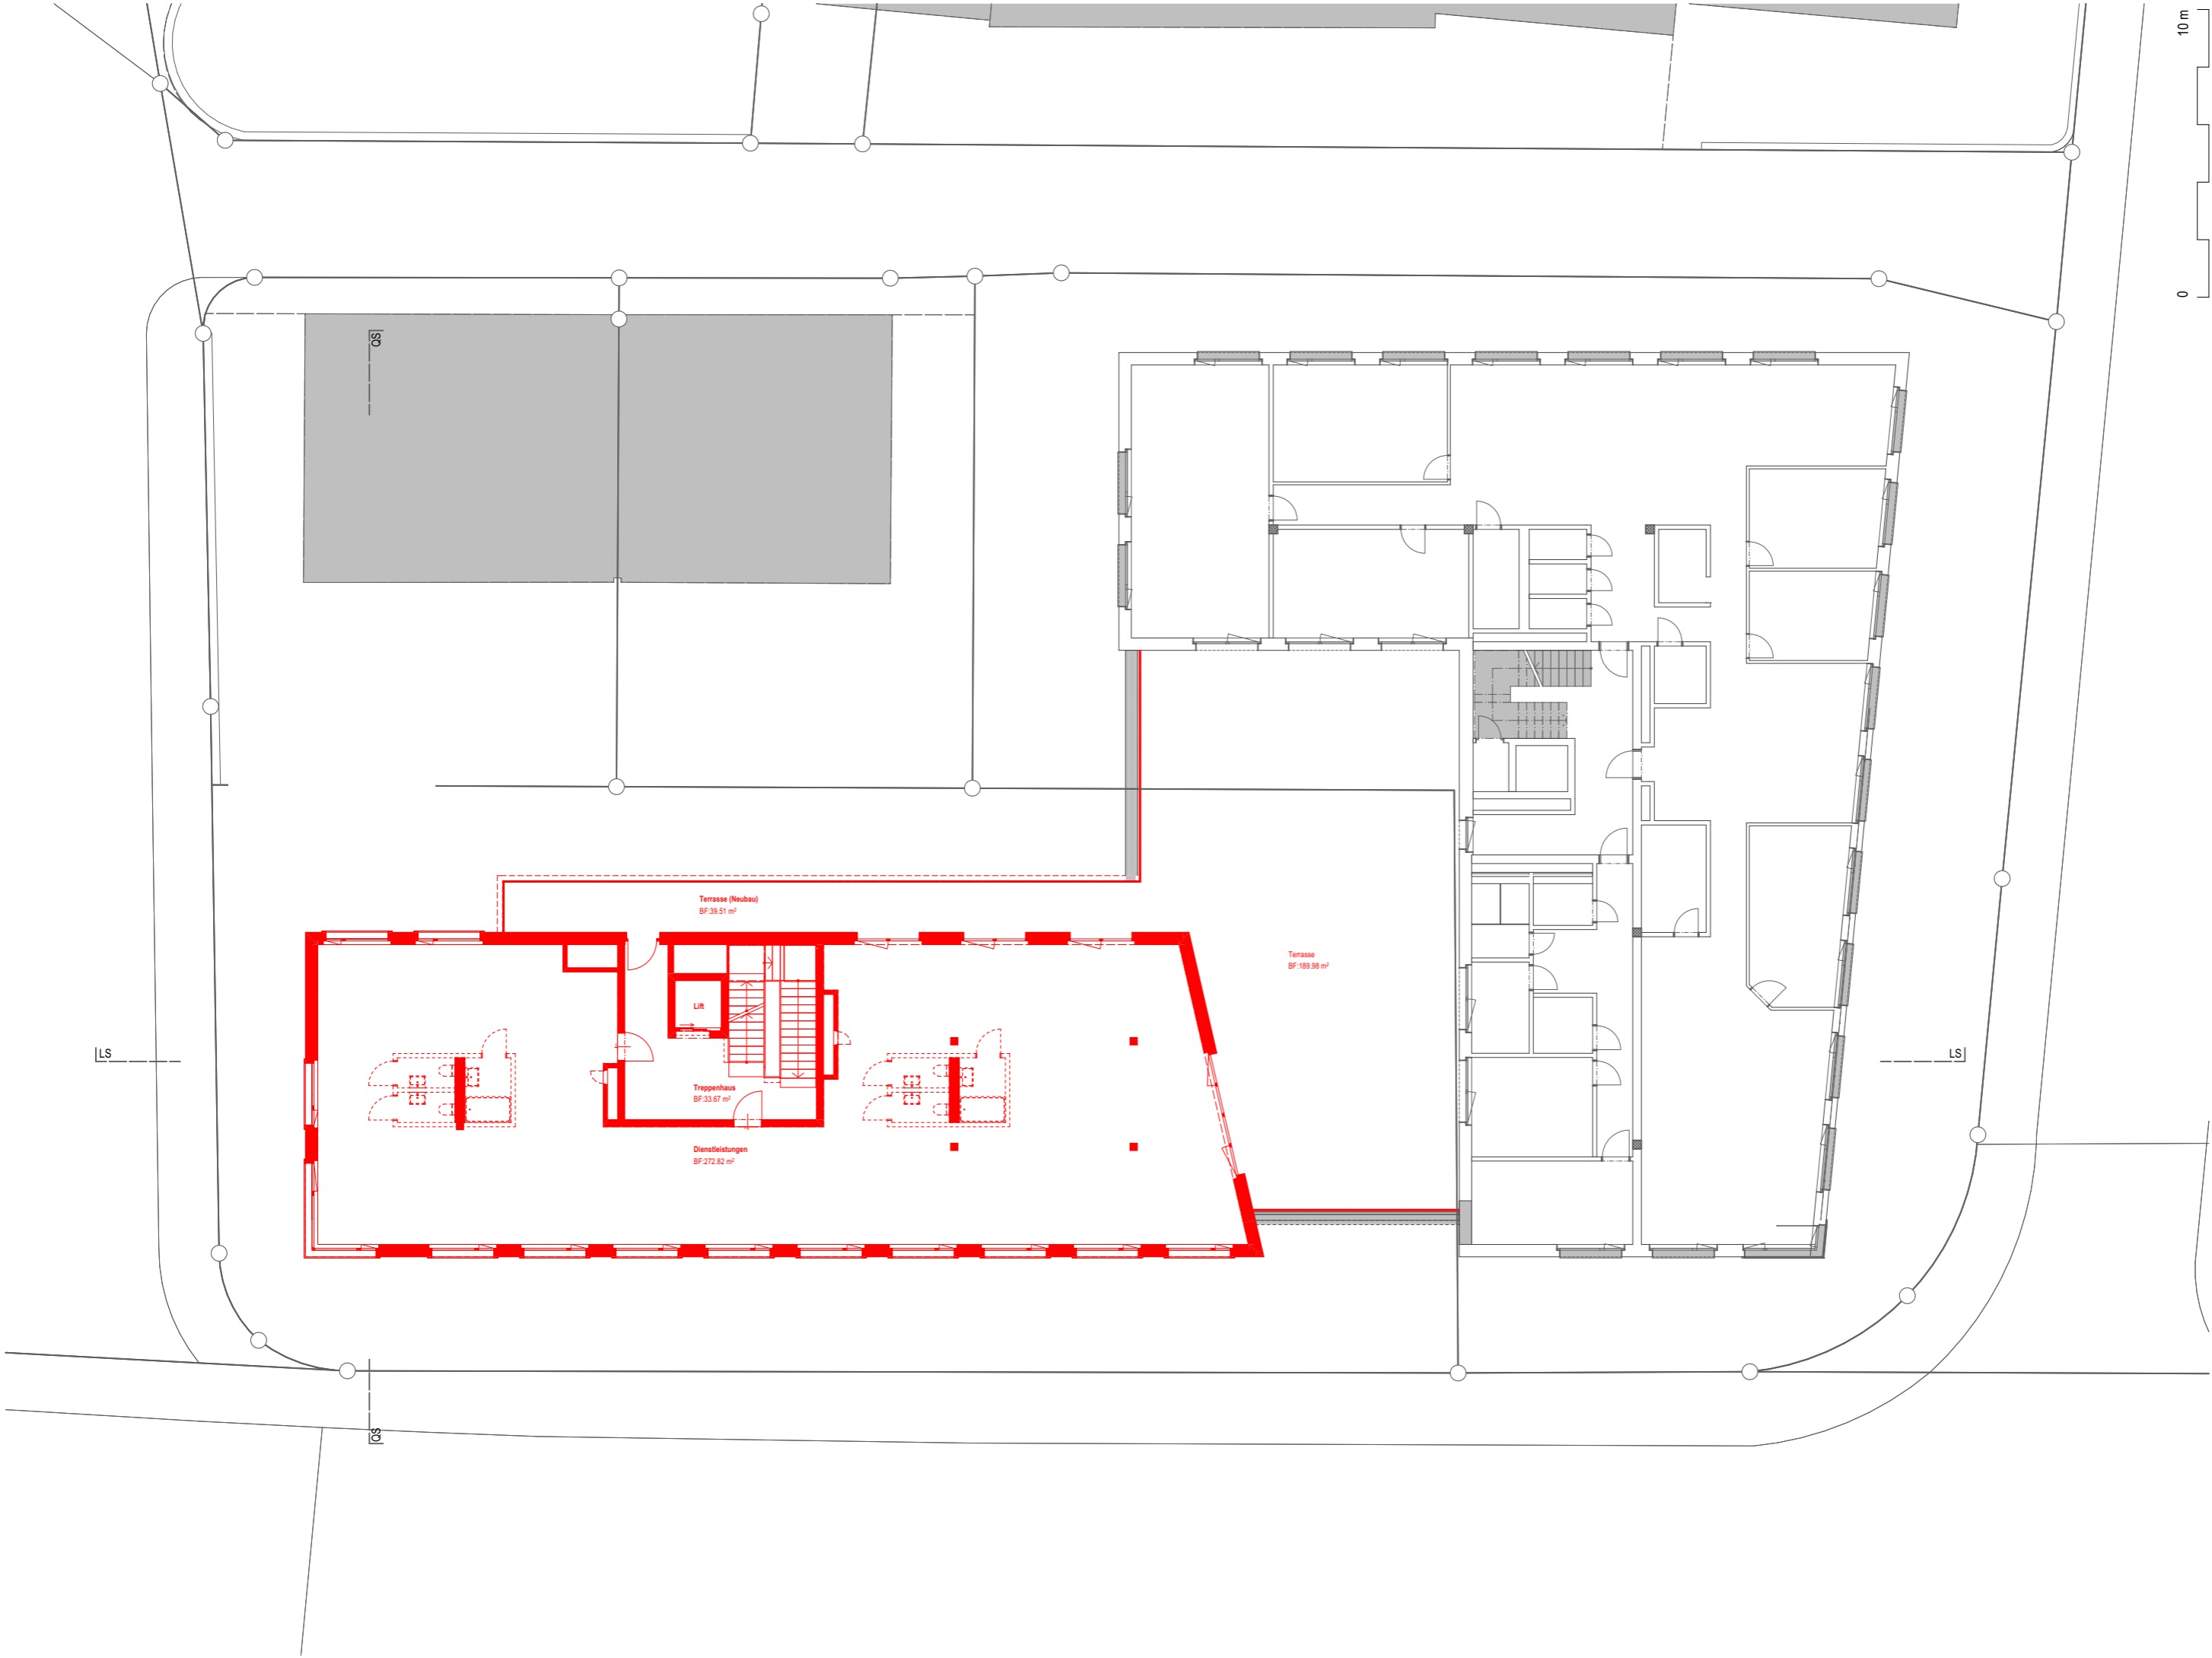 10 m
0
QS
Terrasse (Neubau)
BF:39.51 m²
Terrasse
BF:189.98 m²
Lift
LS
LS
Treppenhaus
BF:33.67 m²
Dienstleistungen
BF:272.82 m²
QS